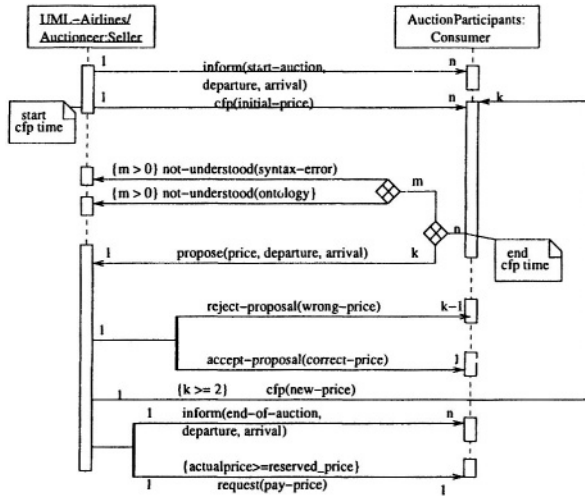 UML-Airlines/
Auctioneer:Seller
AuctionParticipants:
Consumer
1
inform(start-auction,
n
departure, arrival)
1
cfp(initial-price)
n
k
start
cfp time
{m > 0} not-understood(syntax-error)
m
{m > 0} not-understood(ontology}
n
1
propose(price, departure, arrival)
k
end
cfp time
reject-proposal(wrong-price)
k-1
1
accept-proposal(correct-price)
1
1
{k >= 2}
cfp(new-price)
1
inform(end-of-auction,
n
departure, arrival)
{actualprice>=reserved_price}
1
request(pay-price)
1